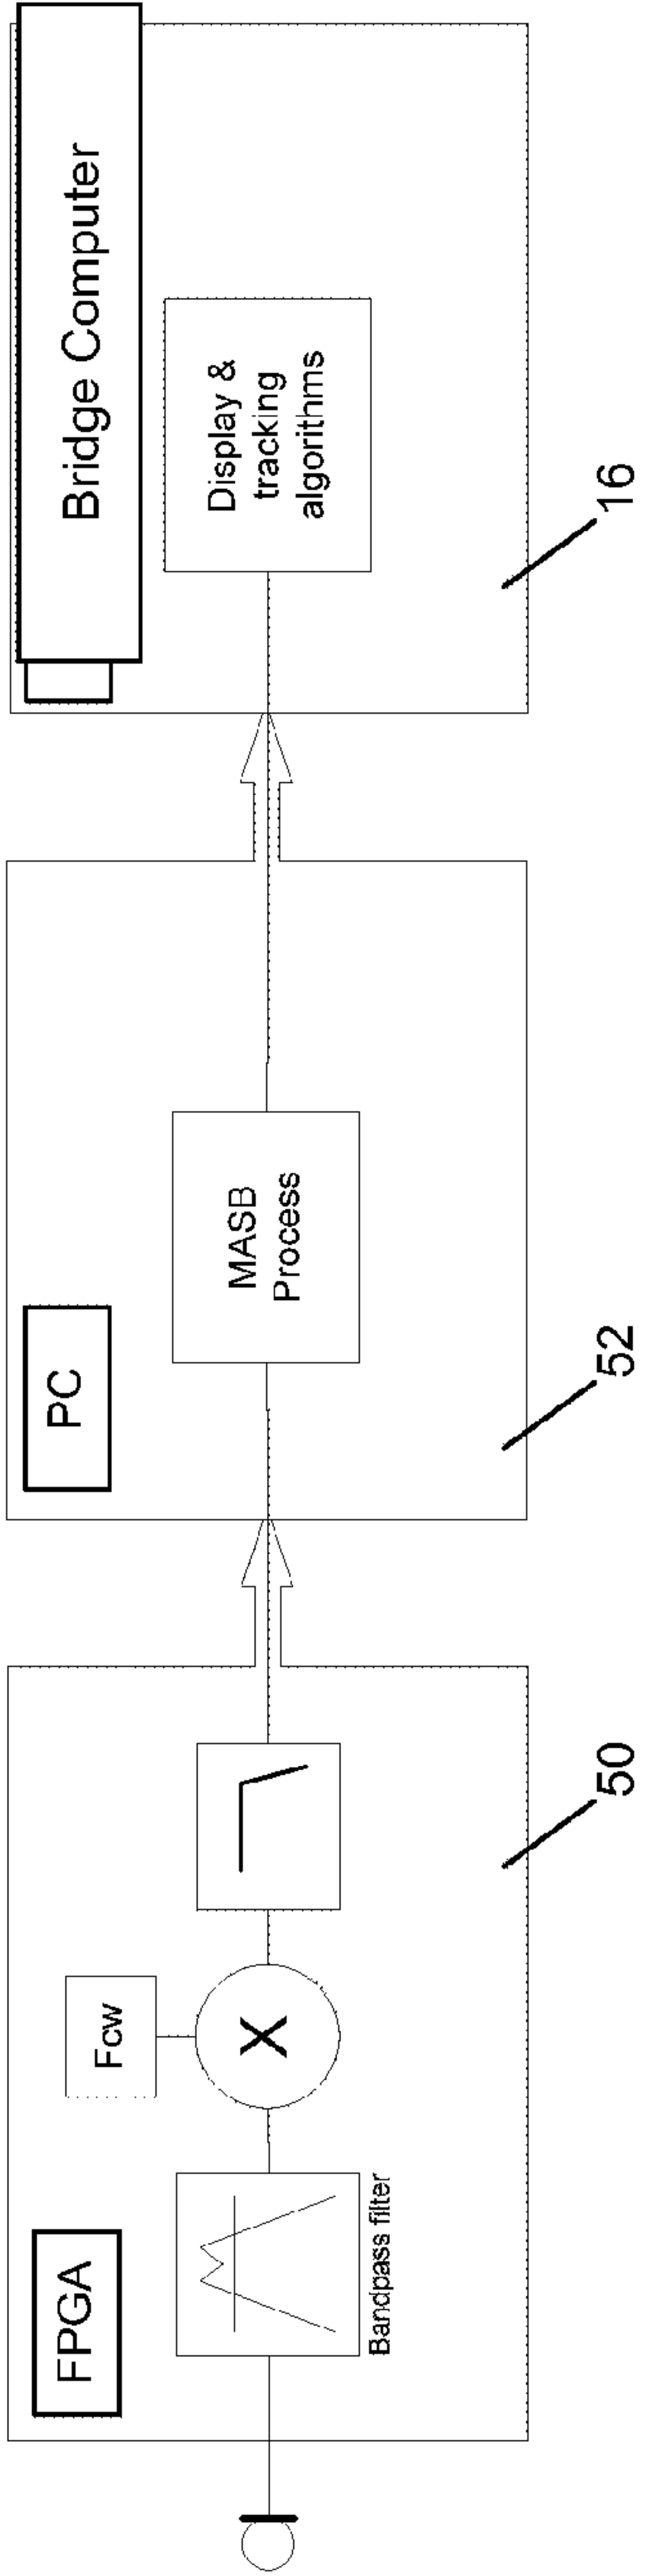 FPGA
Fcw
X
Bandpass filter
50
PC
MASB
Process
52
Bridge Computer
Display &
tracking
algorithms
16